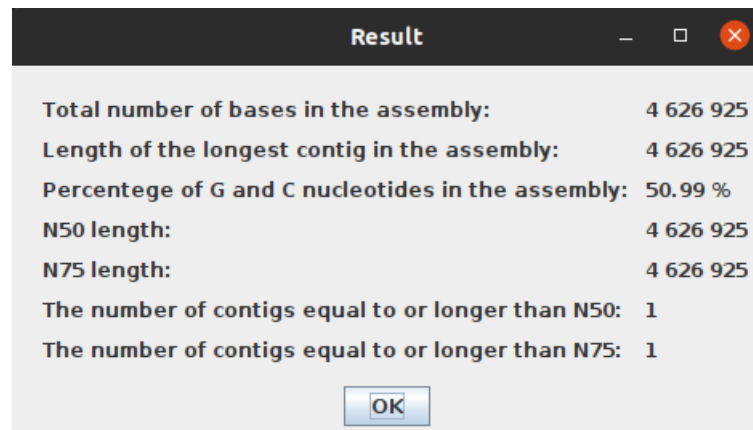 Result
Total number of bases in the assembly: 4 626 925
Length of the longest contig in the assembly: 4 626 925
Percentege of G and C nucleotides in the assembly: 50.99 %
N50 length: 4 626 925
N75 length: 4 626 925
The number of contigs equal to or longer than N50: 1
The number of contigs equal to or longer than N75: 1
OK